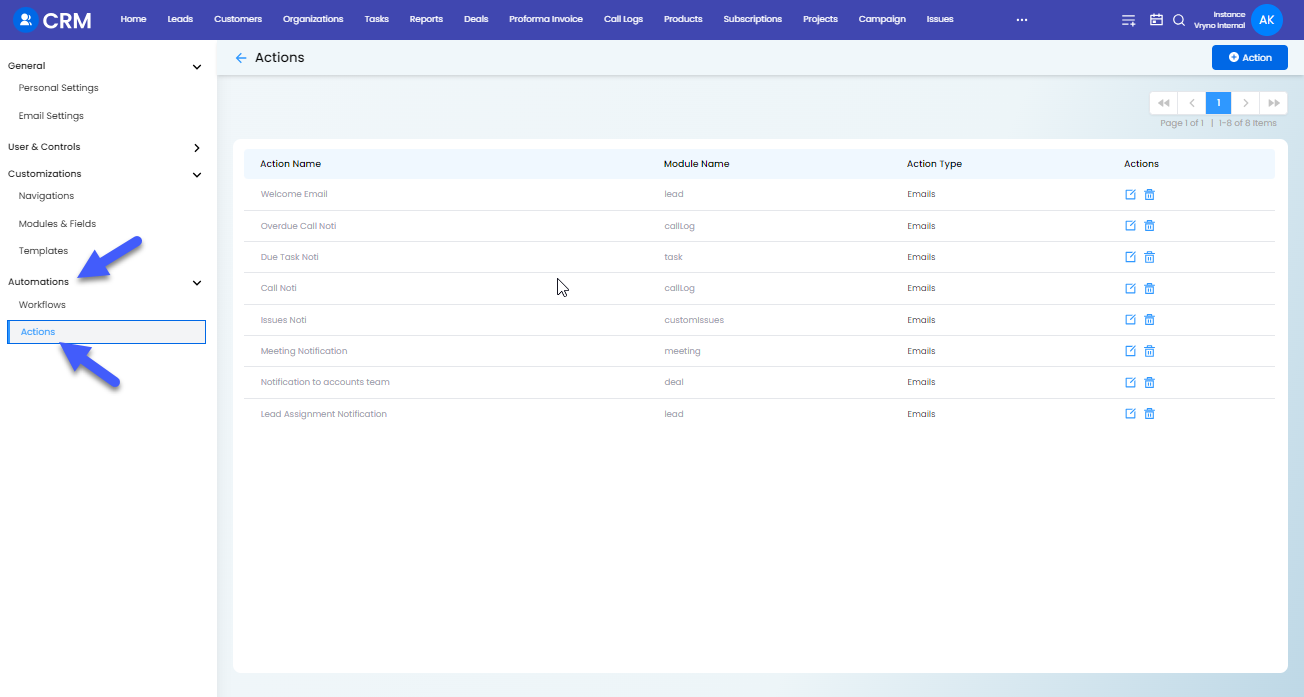 CRM
Home Leads Customers Organizations Tasks Reports Deals Proforma Invoice Call Logs Products Subscriptions Projects Campaign Issues ...
Instance
Vryno Internal
AK
General
Personal Settings
Email Settings
User & Controls
Customizations
Navigations
Modules & Fields
Templates
Automations
Workflows
Actions
Actions
Action
1
Page 1 of 1 | 1-8 of 8 Items
Action Name Module Name Action Type Actions
Welcome Email lead Emails
Overdue Call Noti callLog Emails
Due Task Noti task Emails
Call Noti callLog Emails
Issues Noti customIssues Emails
Meeting Notification meeting Emails
Notification to accounts team deal Emails
Lead Assignment Notification lead Emails